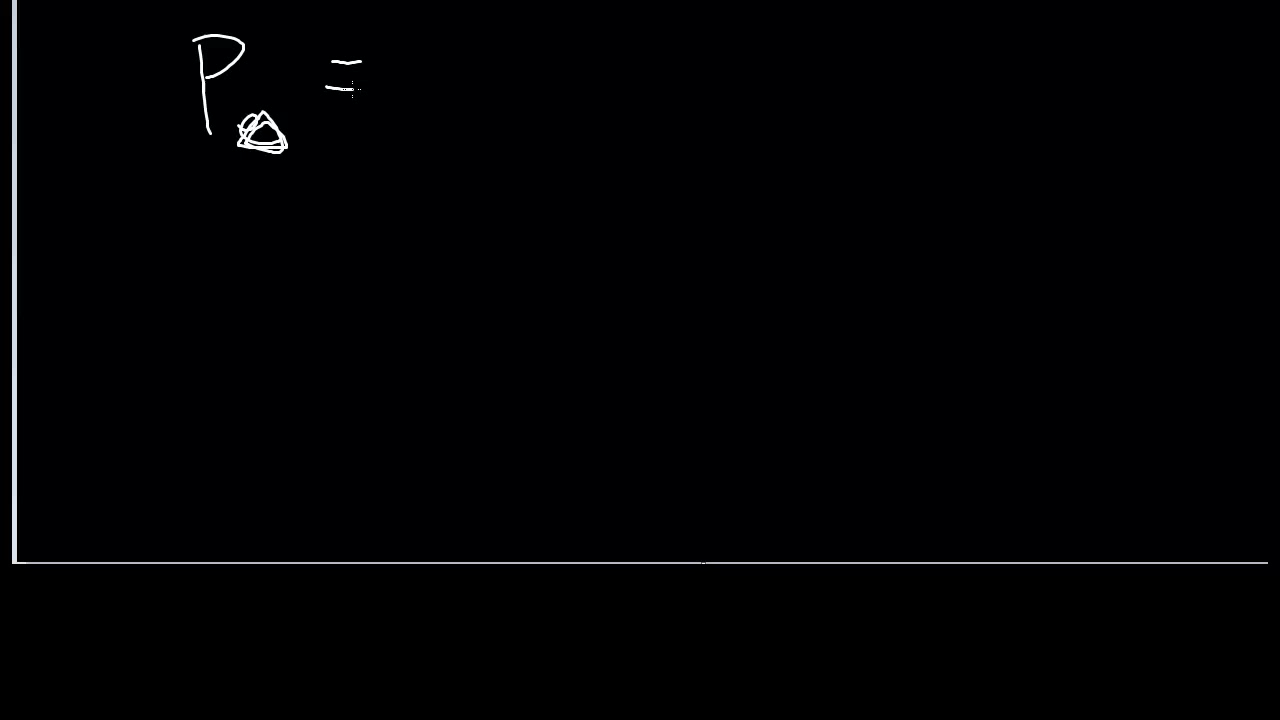 P△ =